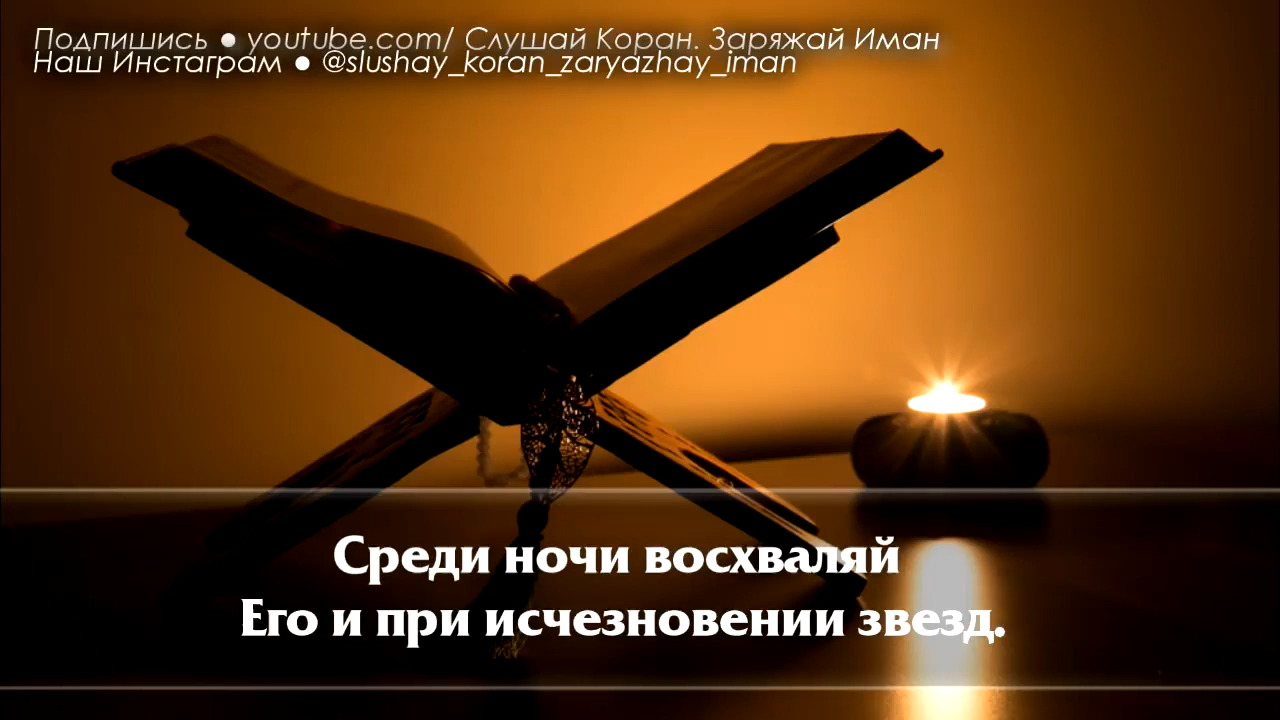 Подпишись ● youtube.com/ Слушай Коран. Заряжай Иман
Наш Инстаграм ● @slushay_koran_zaryazhay_iman
Среди ночи восхваляй
Его и при исчезновении звезд.